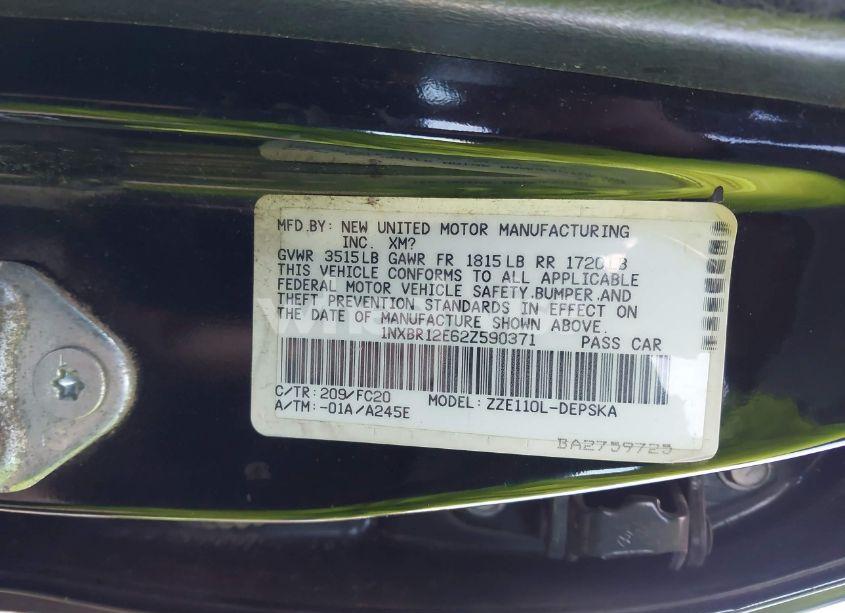 MFD.BY: NEW UNITED MOTOR MANUFACTURING
INC. XM?
GVWR 3515LB GAWR FR 1815LB RR 1720LB
THIS VEHICLE CONFORMS TO ALL APPLICABLE
FEDERAL MOTOR VEHICLE SAFETY,BUMPER,AND
THEFT PREVENTION STANDARDS IN EFFECT ON
THE DATE OF MANUFACTURE SHOWN ABOVE.
1NXBR12E62Z590371 PASS CAR
C/TR: 209/FC20 MODEL: ZZE110L-DEPSKA
A/TM: -01A/A245E
BA2759725